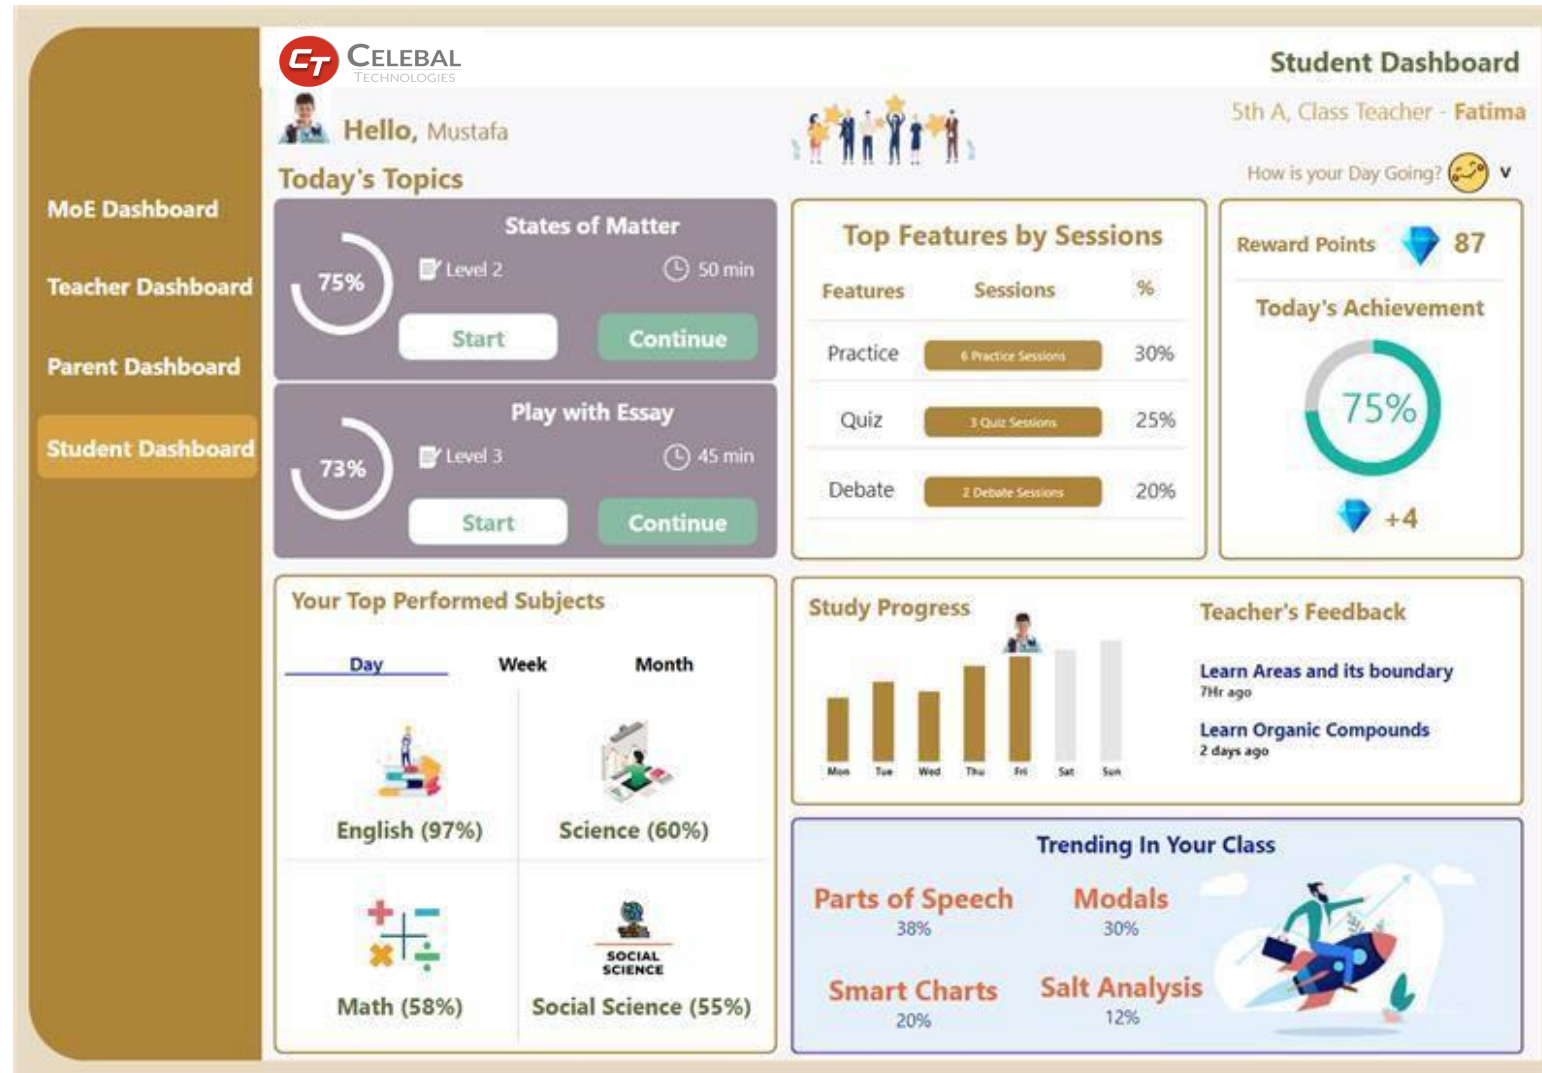 CT CELEBAL
TECHNOLOGIES
Student Dashboard
Hello, Mustafa
5th A, Class Teacher - Fatima
How is your Day Going? v
MoE Dashboard
Teacher Dashboard
Parent Dashboard
Student Dashboard
Today's Topics
States of Matter
75%
Level 2
50 min
Start
Continue
Play with Essay
73%
Level 3
45 min
Start
Continue
Top Features by Sessions
Features Sessions %
Practice 6 Practice Sessions 30%
Quiz 3 Quiz Sessions 25%
Debate 2 Debate Sessions 20%
Reward Points 87
Today's Achievement
75%
+4
Your Top Performed Subjects
Day Week Month
English (97%)
Science (60%)
SOCIAL
SCIENCE
Math (58%)
Social Science (55%)
Study Progress
Mon Tue Wed Thu Fri Sat Sun
Teacher's Feedback
Learn Areas and its boundary
7Hr ago
Learn Organic Compounds
2 days ago
Trending In Your Class
Parts of Speech
38%
Modals
30%
Smart Charts
20%
Salt Analysis
12%